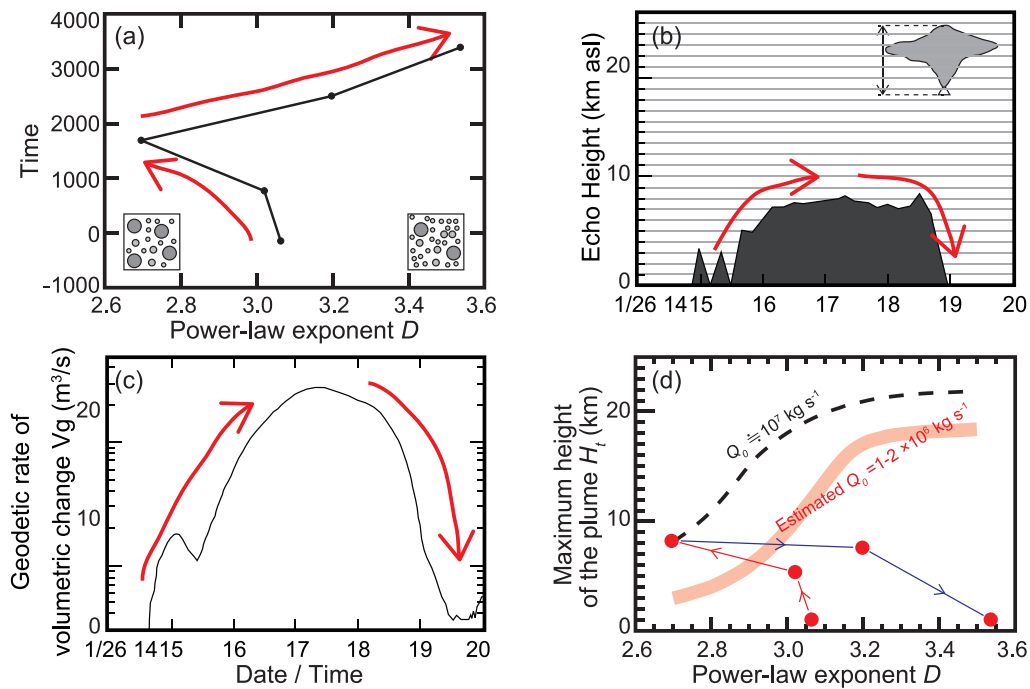 (a)
4000
3000
2000
1000
0
-1000
Time
2.6 2.8 3.0 3.2 3.4 3.6
Power-law exponent D
(b)
20
10
0
Echo Height (km asl)
1/26 14 15 16 17 18 19 20
(c)
20
10
0
Geodetic rate of
volumetric change Vg (m³/s)
1/26 14 15 16 17 18 19 20
Date / Time
(d)
20
10
0
Maximum height
of the plume Hₜ (km)
Q₀ ≒ 10⁷ kg s⁻¹
Estimated Q₀ =1-2 ×10⁶ kg s⁻¹
2.6 2.8 3.0 3.2 3.4 3.6
Power-law exponent D